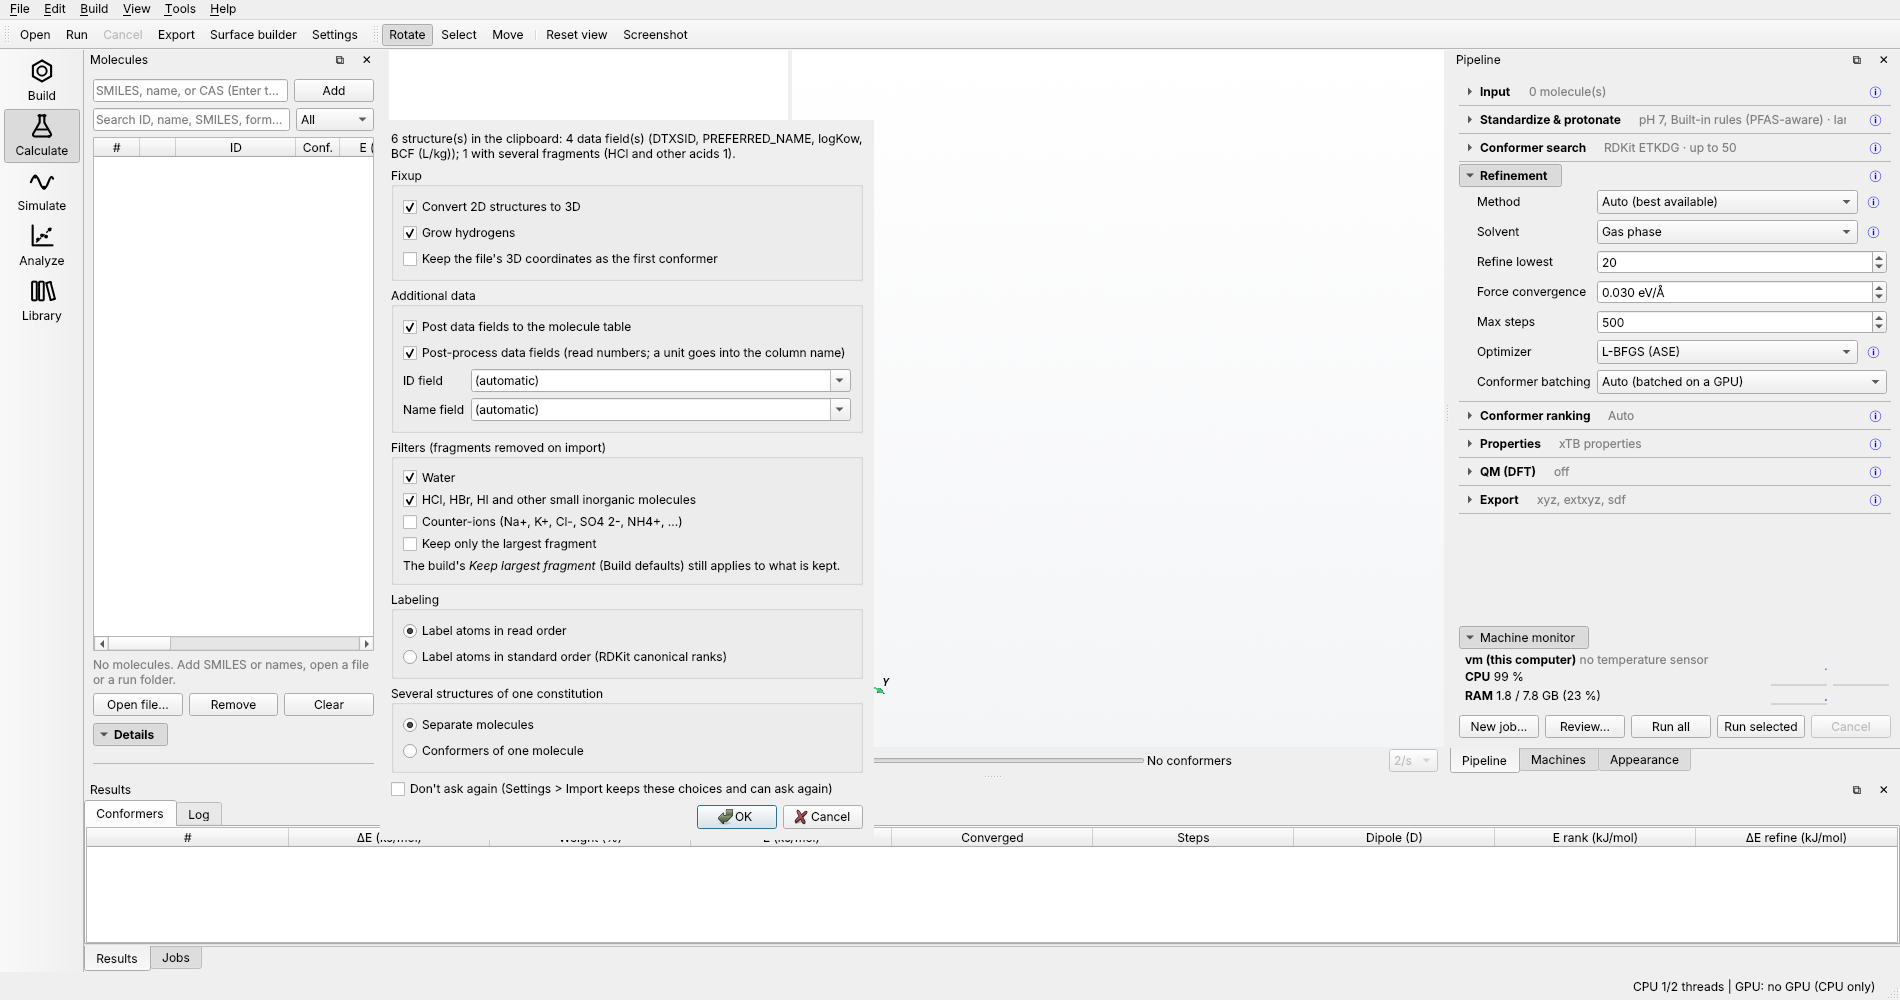 File Edit Build View Tools Help
Open Run Cancel Export Surface builder Settings Rotate Select Move Reset view Screenshot
Build
Calculate
Simulate
Analyze
Library
Molecules
SMILES, name, or CAS (Enter t... Add
Search ID, name, SMILES, form... All
# ID Conf. E (
No molecules. Add SMILES or names, open a file
or a run folder.
Open file... Remove Clear
Details
6 structure(s) in the clipboard: 4 data field(s) (DTXSID, PREFERRED_NAME, logKow,
BCF (L/kg)); 1 with several fragments (HCl and other acids 1).
Fixup
Convert 2D structures to 3D
Grow hydrogens
Keep the file's 3D coordinates as the first conformer
Additional data
Post data fields to the molecule table
Post-process data fields (read numbers; a unit goes into the column name)
ID field (automatic)
Name field (automatic)
Filters (fragments removed on import)
Water
HCl, HBr, HI and other small inorganic molecules
Counter-ions (Na+, K+, Cl-, SO4 2-, NH4+, ...)
Keep only the largest fragment
The build's Keep largest fragment (Build defaults) still applies to what is kept.
Labeling
Label atoms in read order
Label atoms in standard order (RDKit canonical ranks)
Several structures of one constitution
Separate molecules
Conformers of one molecule
Don't ask again (Settings > Import keeps these choices and can ask again)
OK Cancel
Y
No conformers 2/s
Pipeline
Input 0 molecule(s)
Standardize & protonate pH 7, Built-in rules (PFAS-aware) ·
Conformer search RDKit ETKDG · up to 50
Refinement
Method Auto (best available)
Solvent Gas phase
Refine lowest 20
Force convergence 0.030 eV/Å
Max steps 500
Optimizer L-BFGS (ASE)
Conformer batching Auto (batched on a GPU)
Conformer ranking Auto
Properties xTB properties
QM (DFT) off
Export xyz, extxyz, sdf
Machine monitor
vm (this computer) no temperature sensor
CPU 99 %
RAM 1.8 / 7.8 GB (23 %)
New job... Review... Run all Run selected Cancel
Pipeline Machines Appearance
Results
Conformers Log
# ΔE (kJ/mol) Weight (%) E (kJ/mol) Converged Steps Dipole (D) E rank (kJ/mol) ΔE refine (kJ/mol)
Results Jobs
CPU 1/2 threads | GPU: no GPU (CPU only)